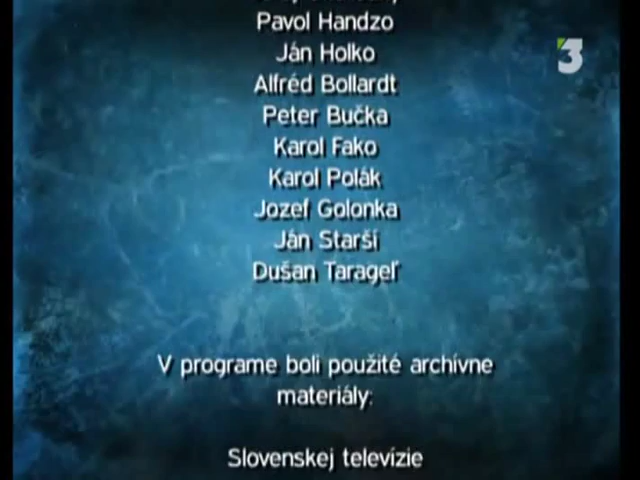 Pavol Handzo
3
Ján Holko
Alfréd Bollardt
Peter Bučka
Karol Fako
Karol Polák
Jozef Golonka
Ján Starší
Dušan Tarageľ
V programe boli použité archívne
materiály:
Slovenskej televízie